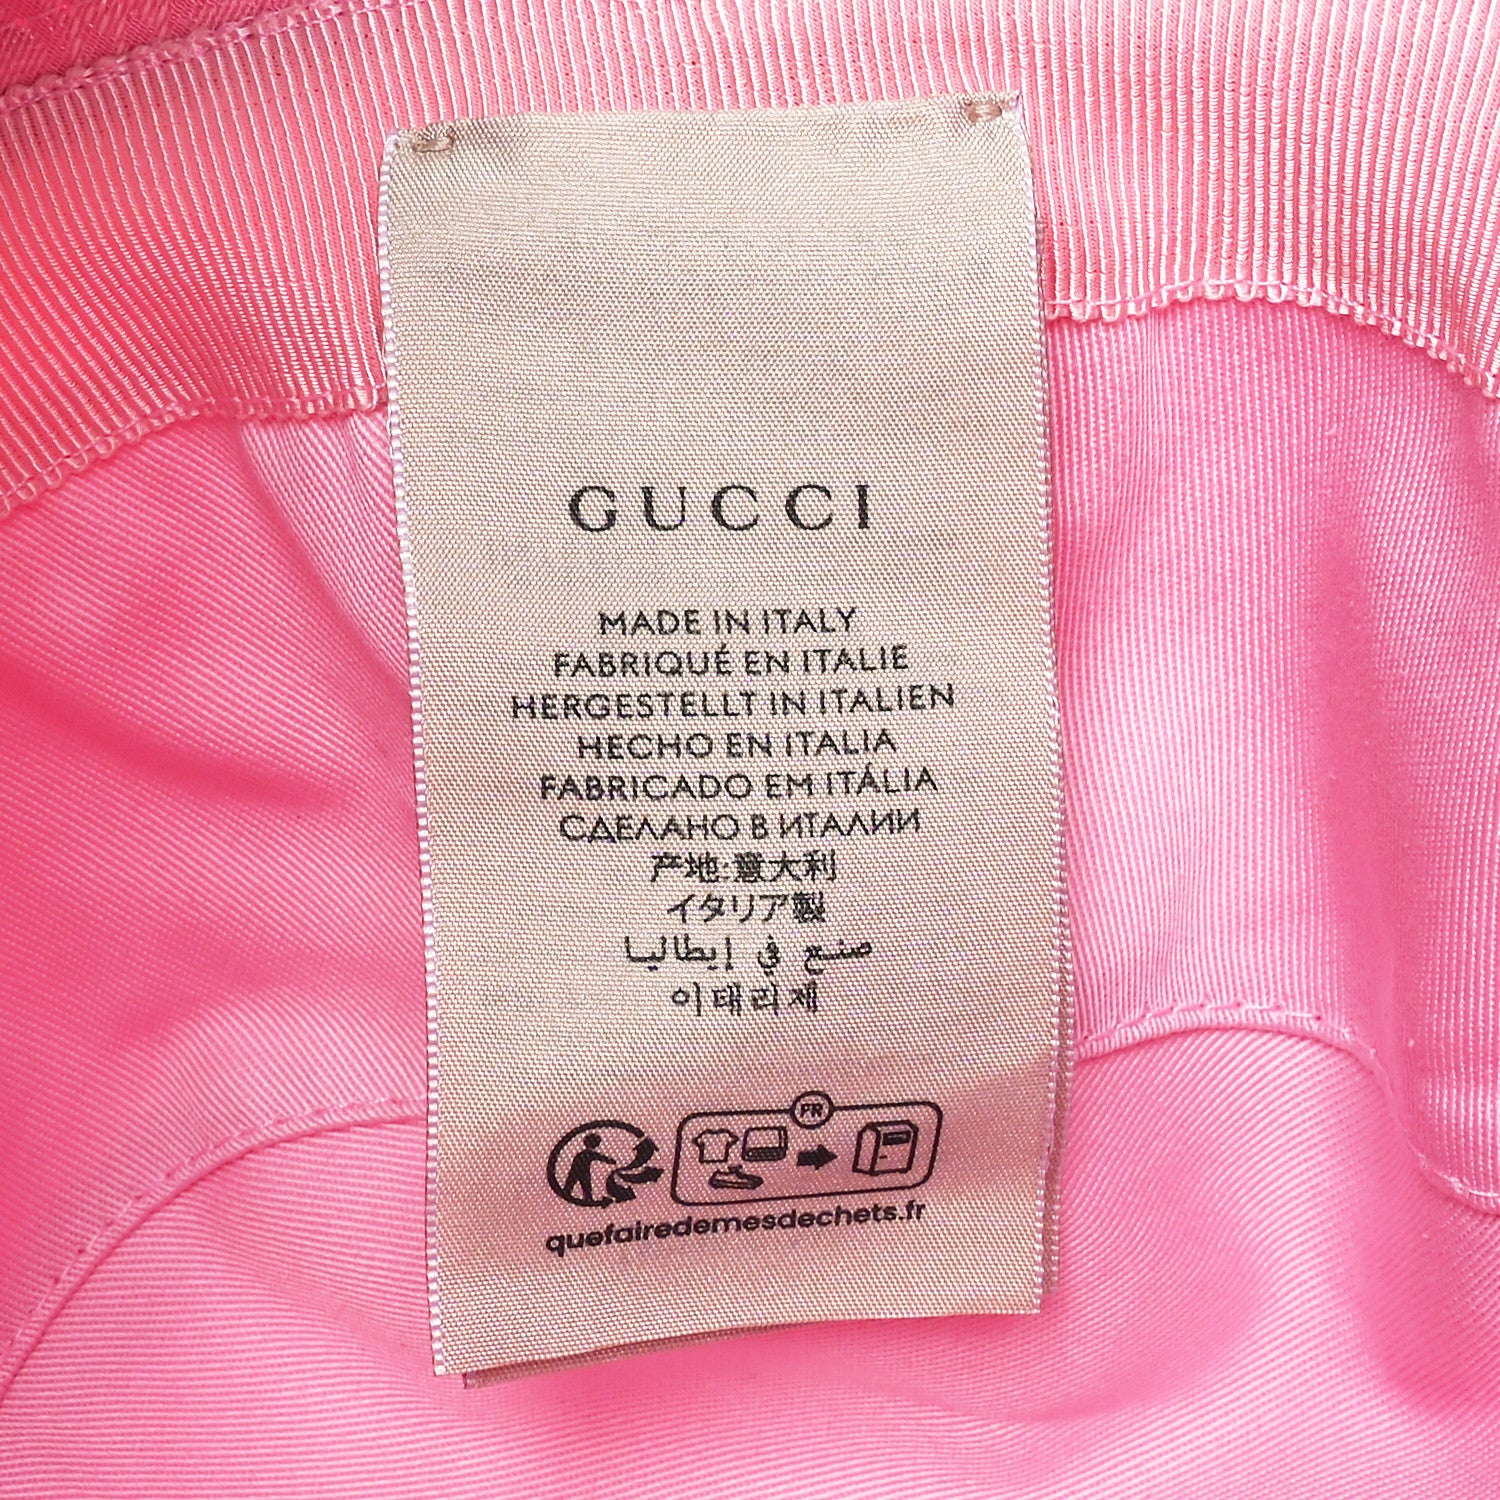 GUCCI
MADE IN ITALY
FABRIQUÉ EN ITALIE
HERGESTELLT IN ITALIEN
HECHO EN ITALIA
FABRICADO EM ITÁLIA
СДЕЛАНО В ИТАЛИИ
产地:意大利
イタリア製
صنع في إيطاليا
이태리제
FR
quefairedemesdechets.fr